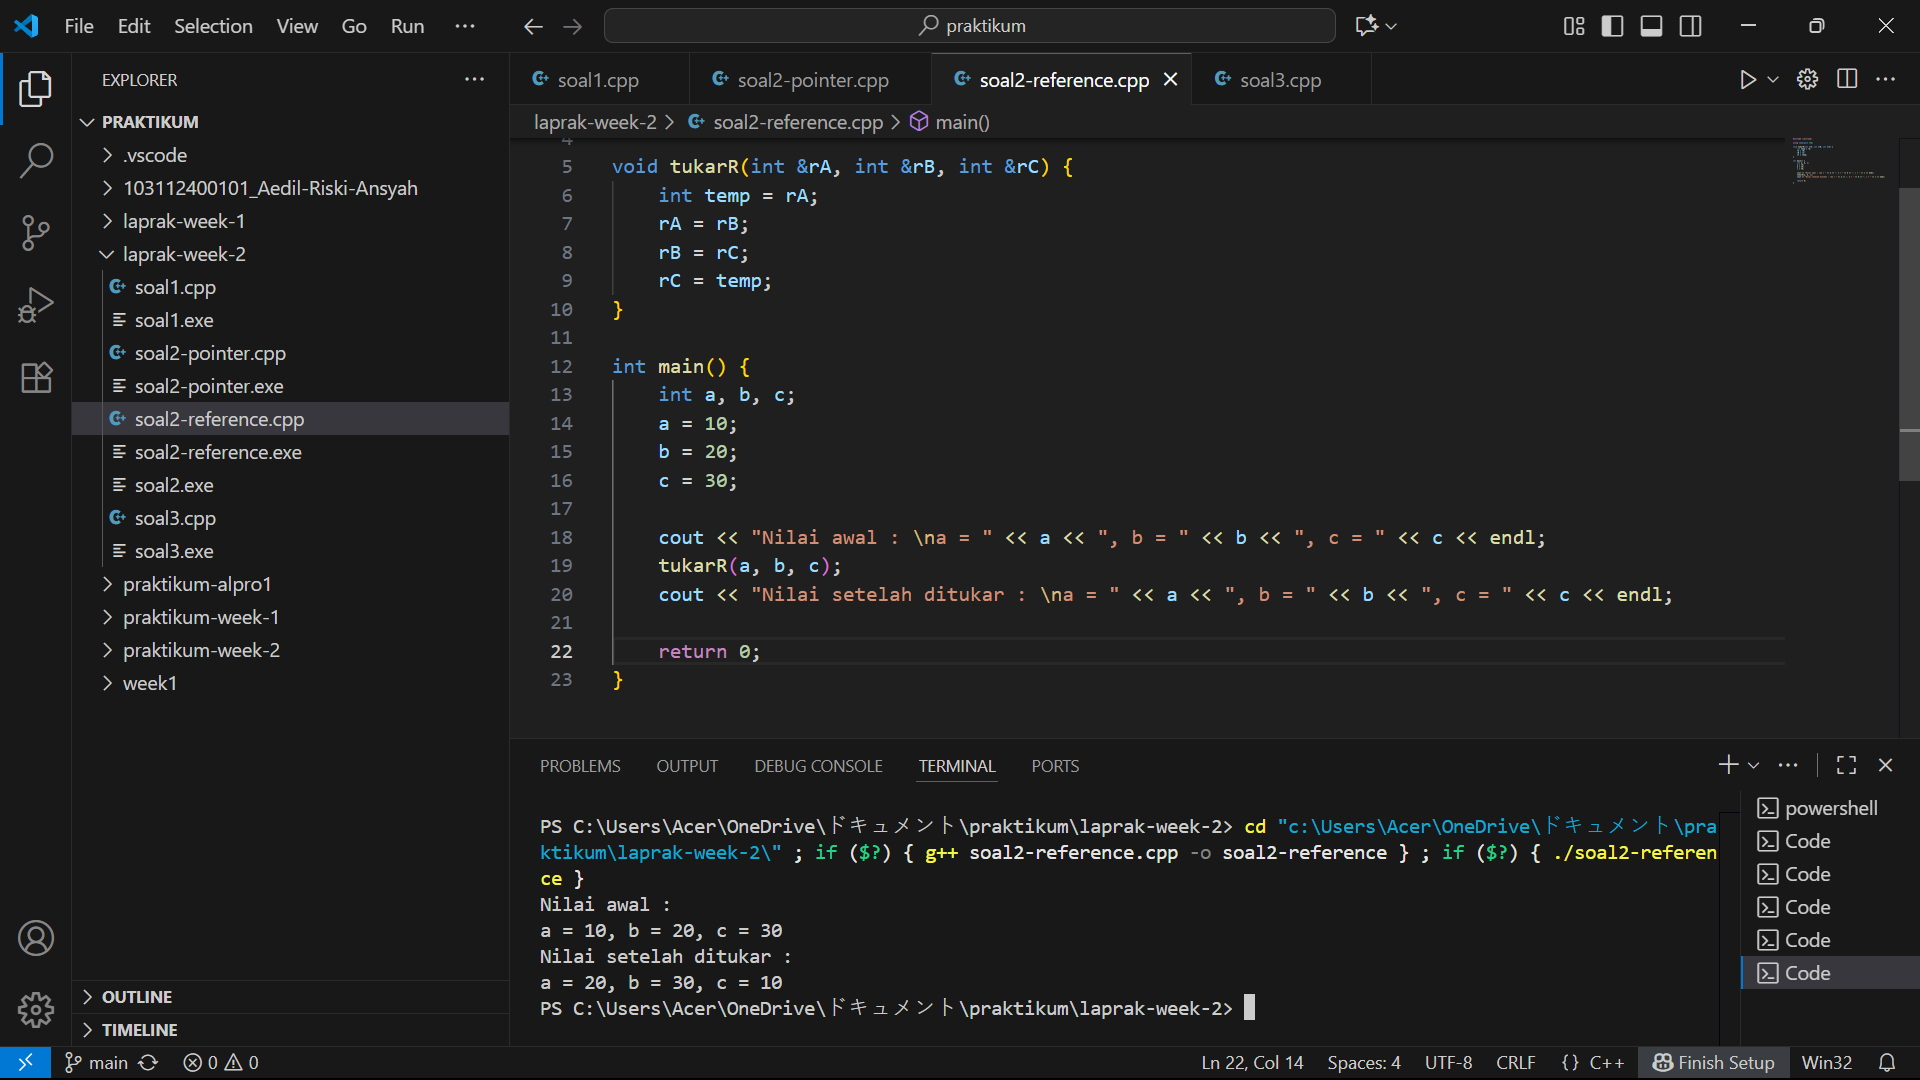 File Edit Selection View Go Run ···
praktikum
EXPLORER
PRAKTIKUM
.vscode
103112400101_Aedil-Riski-Ansyah
laprak-week-1
laprak-week-2
soal1.cpp
soal1.exe
soal2-pointer.cpp
soal2-pointer.exe
soal2-reference.cpp
soal2-reference.exe
soal2.exe
soal3.cpp
soal3.exe
praktikum-alpro1
praktikum-week-1
praktikum-week-2
week1
OUTLINE
TIMELINE
soal1.cpp soal2-pointer.cpp soal2-reference.cpp soal3.cpp
laprak-week-2 > soal2-reference.cpp > main()
4
5 void tukarR(int &rA, int &rB, int &rC) {
6 int temp = rA;
7 rA = rB;
8 rB = rC;
9 rC = temp;
10 }
11
12 int main() {
13 int a, b, c;
14 a = 10;
15 b = 20;
16 c = 30;
17
18 cout << "Nilai awal : \na = " << a << ", b = " << b << ", c = " << c << endl;
19 tukarR(a, b, c);
20 cout << "Nilai setelah ditukar : \na = " << a << ", b = " << b << ", c = " << c << endl;
21
22 return 0;
23 }
PROBLEMS OUTPUT DEBUG CONSOLE TERMINAL PORTS
PS C:\Users\Acer\OneDrive\ドキュメント\praktikum\laprak-week-2> cd "c:\Users\Acer\OneDrive\ドキュメント\pra
ktikum\laprak-week-2\" ; if ($?) { g++ soal2-reference.cpp -o soal2-reference } ; if ($?) { ./soal2-referen
ce }
Nilai awal :
a = 10, b = 20, c = 30
Nilai setelah ditukar :
a = 20, b = 30, c = 10
PS C:\Users\Acer\OneDrive\ドキュメント\praktikum\laprak-week-2>
powershell
Code
Code
Code
Code
Code
main 0 0 Ln 22, Col 14 Spaces: 4 UTF-8 CRLF {} C++ Finish Setup Win32